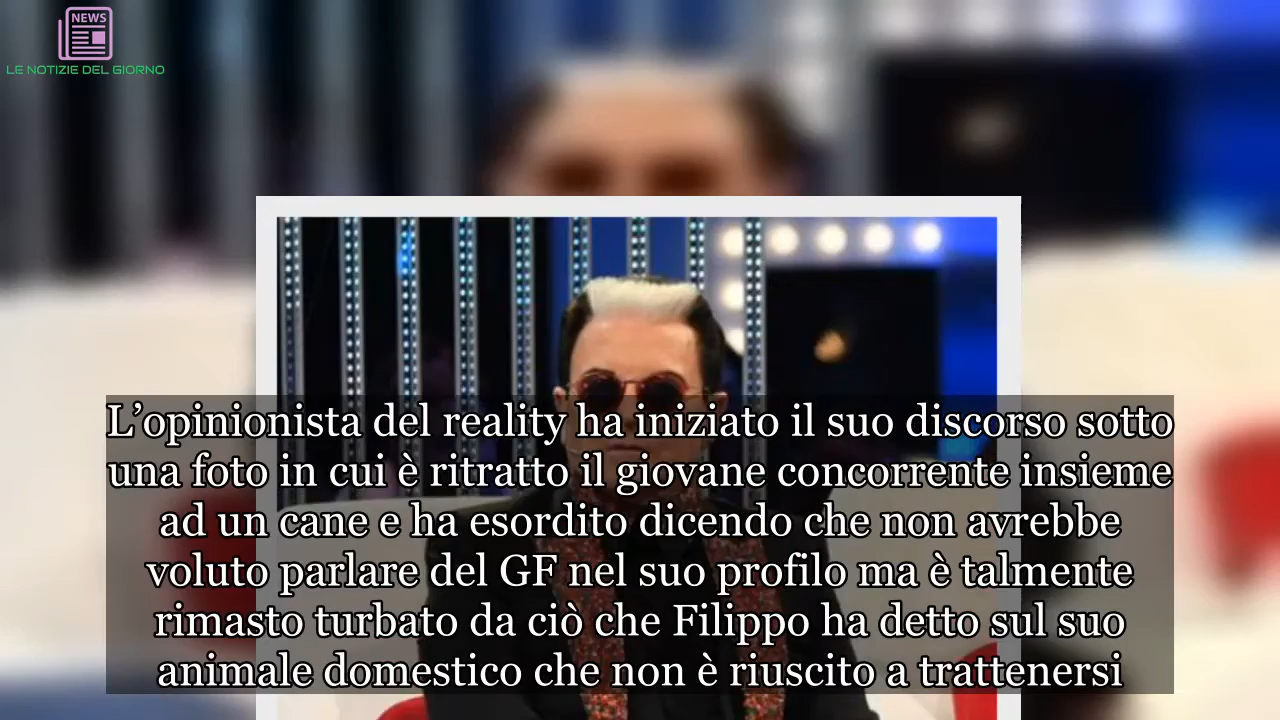 NEWS
LE NOTIZIE DEL GIORNO
L’opinionista del reality ha iniziato il suo discorso sotto
una foto in cui è ritratto il giovane concorrente insieme
ad un cane e ha esordito dicendo che non avrebbe
voluto parlare del GF nel suo profilo ma è talmente
rimasto turbato da ciò che Filippo ha detto sul suo
animale domestico che non è riuscito a trattenersi